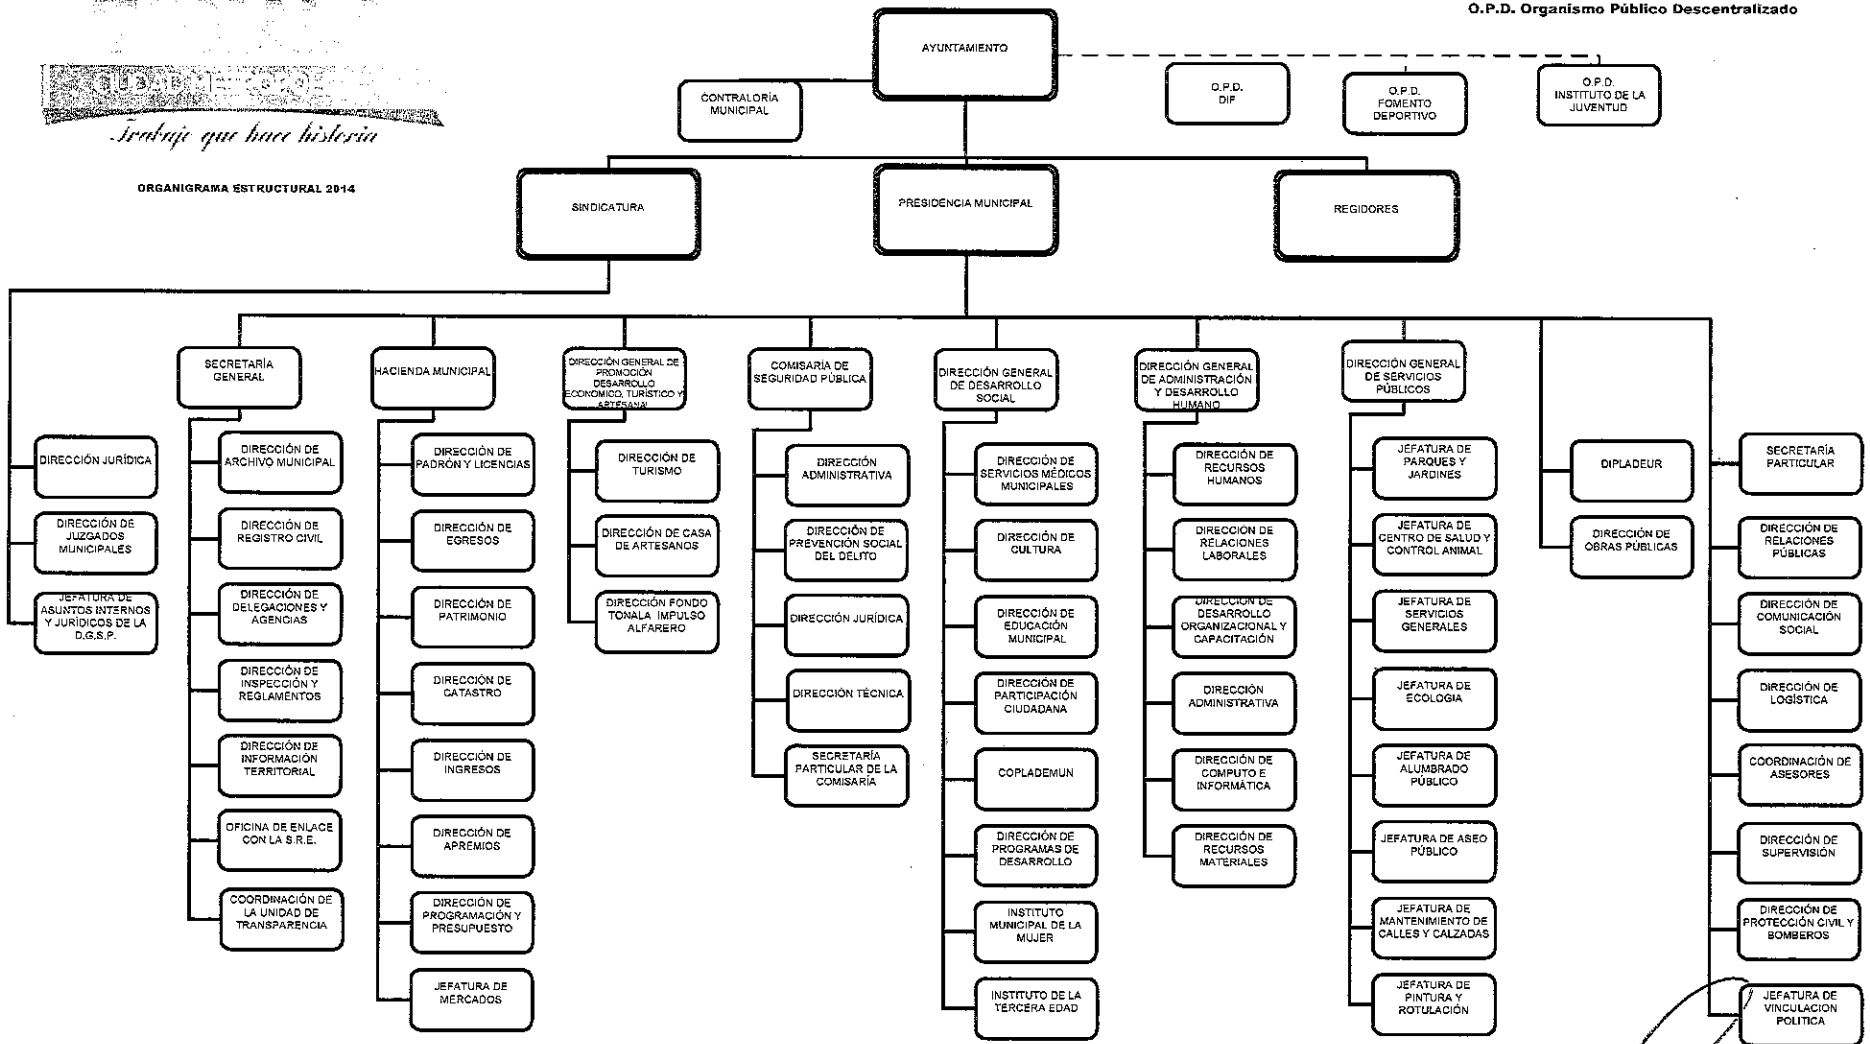 O.P.D. Organismo Público Descentralizado
CIUDAD
Trabajo que hace historia
ORGANIGRAMA ESTRUCTURAL 2014
AYUNTAMIENTO
CONTRALORÍA
MUNICIPAL
O.P.D.
DIF
O.P.D.
FOMENTO
DEPORTIVO
O.P.D.
INSTITUTO DE LA
JUVENTUD
SINDICATURA
PRESIDENCIA MUNICIPAL
REGIDORES
SECRETARÍA
GENERAL
HACIENDA MUNICIPAL
DIRECCIÓN GENERAL DE
PROMOCIÓN
DESARROLLO
ECONOMICO, TURÍSTICO Y
ARTESANAL
COMISARÍA DE
SEGURIDAD PÚBLICA
DIRECCIÓN GENERAL
DE DESARROLLO
SOCIAL
DIRECCIÓN GENERAL
DE ADMINISTRACIÓN
Y DESARROLLO
HUMANO
DIRECCIÓN GENERAL
DE SERVICIOS
PÚBLICOS
DIRECCIÓN JURÍDICA
DIRECCIÓN DE
JUZGADOS
MUNICIPALES
JEFATURA DE
ASUNTOS INTERNOS
Y JURÍDICOS DE LA
D.G.S.P.
DIRECCIÓN DE
ARCHIVO MUNICIPAL
DIRECCIÓN DE
REGISTRO CIVIL
DIRECCIÓN DE
DELEGACIONES Y
AGENCIAS
DIRECCIÓN DE
INSPECCIÓN Y
REGLAMENTOS
DIRECCIÓN DE
INFORMACIÓN
TERRITORIAL
OFICINA DE ENLACE
CON LA S.R.E.
COORDINACIÓN DE
LA UNIDAD DE
TRANSPARENCIA
DIRECCIÓN DE
PADRÓN Y LICENCIAS
DIRECCIÓN DE
EGRESOS
DIRECCIÓN DE
PATRIMONIO
DIRECCIÓN DE
CATASTRO
DIRECCIÓN DE
INGRESOS
DIRECCIÓN DE
APREMIOS
DIRECCIÓN DE
PROGRAMACIÓN Y
PRESUPUESTO
JEFATURA DE
MERCADOS
DIRECCIÓN DE
TURISMO
DIRECCIÓN DE CASA
DE ARTESANOS
DIRECCIÓN FONDO
TONALA IMPULSO
ALFARERO
DIRECCIÓN
ADMINISTRATIVA
DIRECCIÓN DE
PREVENCIÓN SOCIAL
DEL DELITO
DIRECCIÓN JURÍDICA
DIRECCIÓN TÉCNICA
SECRETARÍA
PARTICULAR DE LA
COMISARÍA
DIRECCIÓN DE
SERVICIOS MÉDICOS
MUNICIPALES
DIRECCIÓN DE
CULTURA
DIRECCIÓN DE
EDUCACIÓN
MUNICIPAL
DIRECCIÓN DE
PARTICIPACIÓN
CIUDADANA
COPLADEMUN
DIRECCIÓN DE
PROGRAMAS DE
DESARROLLO
INSTITUTO
MUNICIPAL DE LA
MUJER
INSTITUTO DE LA
TERCERA EDAD
DIRECCIÓN DE
RECURSOS
HUMANOS
DIRECCIÓN DE
RELACIONES
LABORALES
DIRECCIÓN DE
DESARROLLO
ORGANIZACIONAL Y
CAPACITACIÓN
DIRECCIÓN
ADMINISTRATIVA
DIRECCIÓN DE
COMPUTO E
INFORMÁTICA
DIRECCIÓN DE
RECURSOS
MATERIALES
JEFATURA DE
PARQUES Y
JARDINES
JEFATURA DE
CENTRO DE SALUD Y
CONTROL ANIMAL
JEFATURA DE
SERVICIOS
GENERALES
JEFATURA DE
ECOLOGIA
JEFATURA DE
ALUMBRADO
PÚBLICO
JEFATURA DE ASEO
PÚBLICO
JEFATURA DE
MANTENIMIENTO DE
CALLES Y CALZADAS
JEFATURA DE
PINTURA Y
ROTULACIÓN
DIPLADEUR
DIRECCIÓN DE
OBRAS PÚBLICAS
SECRETARÍA
PARTICULAR
DIRECCIÓN DE
RELACIONES
PÚBLICAS
DIRECCIÓN DE
COMUNICACIÓN
SOCIAL
DIRECCIÓN DE
LOGÍSTICA
COORDINACIÓN DE
ASESORES
DIRECCIÓN DE
SUPERVISIÓN
DIRECCIÓN DE
PROTECCIÓN CIVIL Y
BOMBEROS
JEFATURA DE
VINCULACION
POLITICA